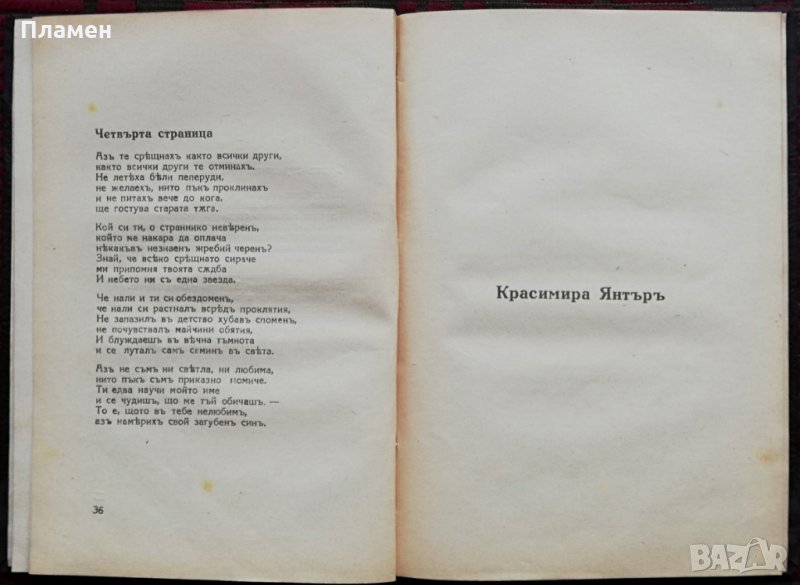 Пламен
Четвърта страница
Азъ те срѣщнахъ както всички други,
както всички други те отминахъ.
Не летѣха бѣли пеперуди,
не желаехъ, нито пъкъ проклинахъ
и не питахъ вече до кога,
ще гостува старата тѫга.
Кой си ти, о страннико невѣренъ,
който ме накара да оплача
нѣкакъвъ незнаенъ жребий черенъ?
Знай, че всѣко срѣщнато сираче
ми припомня твоята сѫдба
И небето ни съ една звезда.
Че нали и ти си обездоменъ,
че нали си растналъ всрѣдъ проклятия,
Не запазилъ въ детство хубавъ споменъ,
не почувствалъ майчини обятия,
И блуждаешъ въ вѣчна тъмнота
и се луталъ самъ саминъ въ свѣта.
Азъ не съмъ ни свѣтла, ни любима,
нито пъкъ съмъ приказно момиче.
Ти едва научи мойто име
и се чудишъ, що ме тъй обичашъ. —
То е, щото въ тебе нелюбимъ,
азъ намѣрихъ свой загубенъ синъ.
36
Красимира Янтъръ
BAZAR